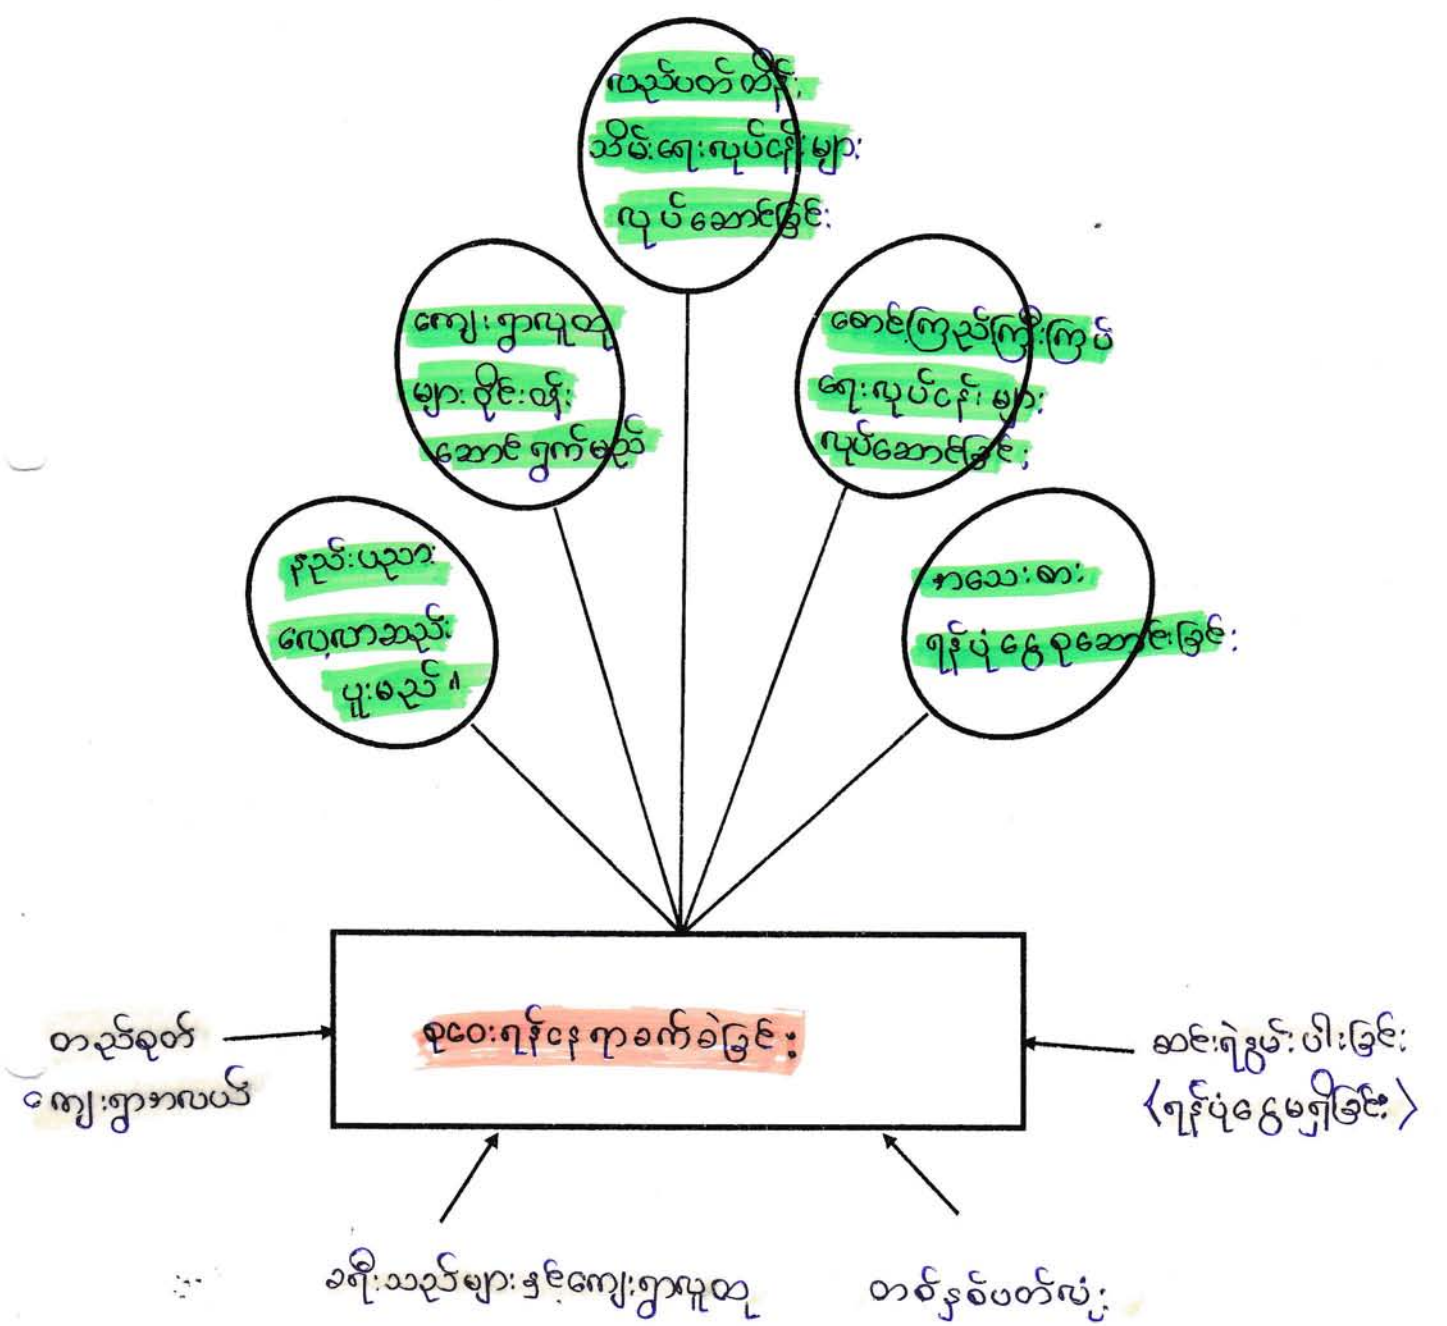 လည်ပတ်ထိန်း
သိမ်းရေးလုပ်ငန်းများ
လုပ်ဆောင်ခြင်း
ကျေးရွာလူထု
များ ဝိုင်းဝန်း
ဆောင်ရွက်မည်
စောင့်ကြည့်ကြီးကြပ်
ရေးလုပ်ငန်းများ
လုပ်ဆောင်ခြင်း
နည်းပညာ
လေ့လာဆည်း
ပူးမည်။
အသေးစား
ရန်ပုံငွေစုဆောင်းခြင်း
စုဝေးရန်နေရာခက်ခဲခြင်း
တည်ခုတ်
ကျေးရွာအလယ်
ဆင်းရဲနွမ်းပါးခြင်း
(ရန်ပုံငွေမရှိခြင်း)
ခရီးသည်များနှင့်ကျေးရွာလူထု
တစ်နှစ်ပတ်လုံး